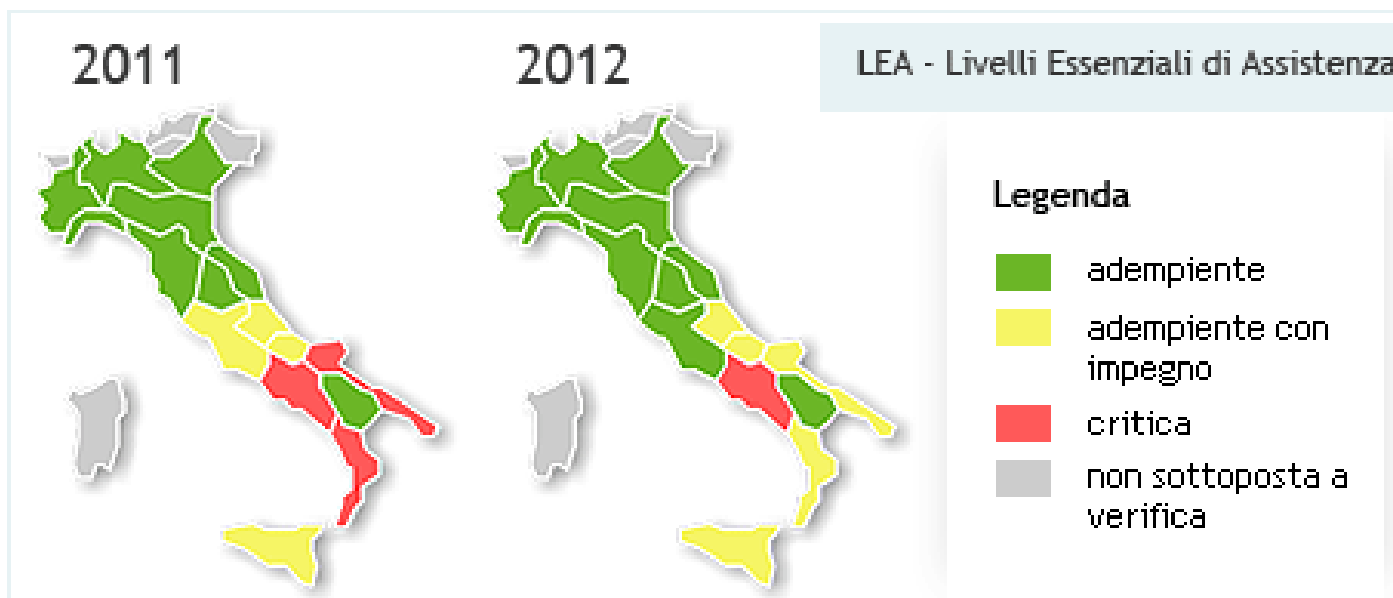 2011
2012
LEA - Livelli Essenziali di Assistenza
Legenda
adempiente
adempiente con
impegno
critica
non sottoposta a
verifica